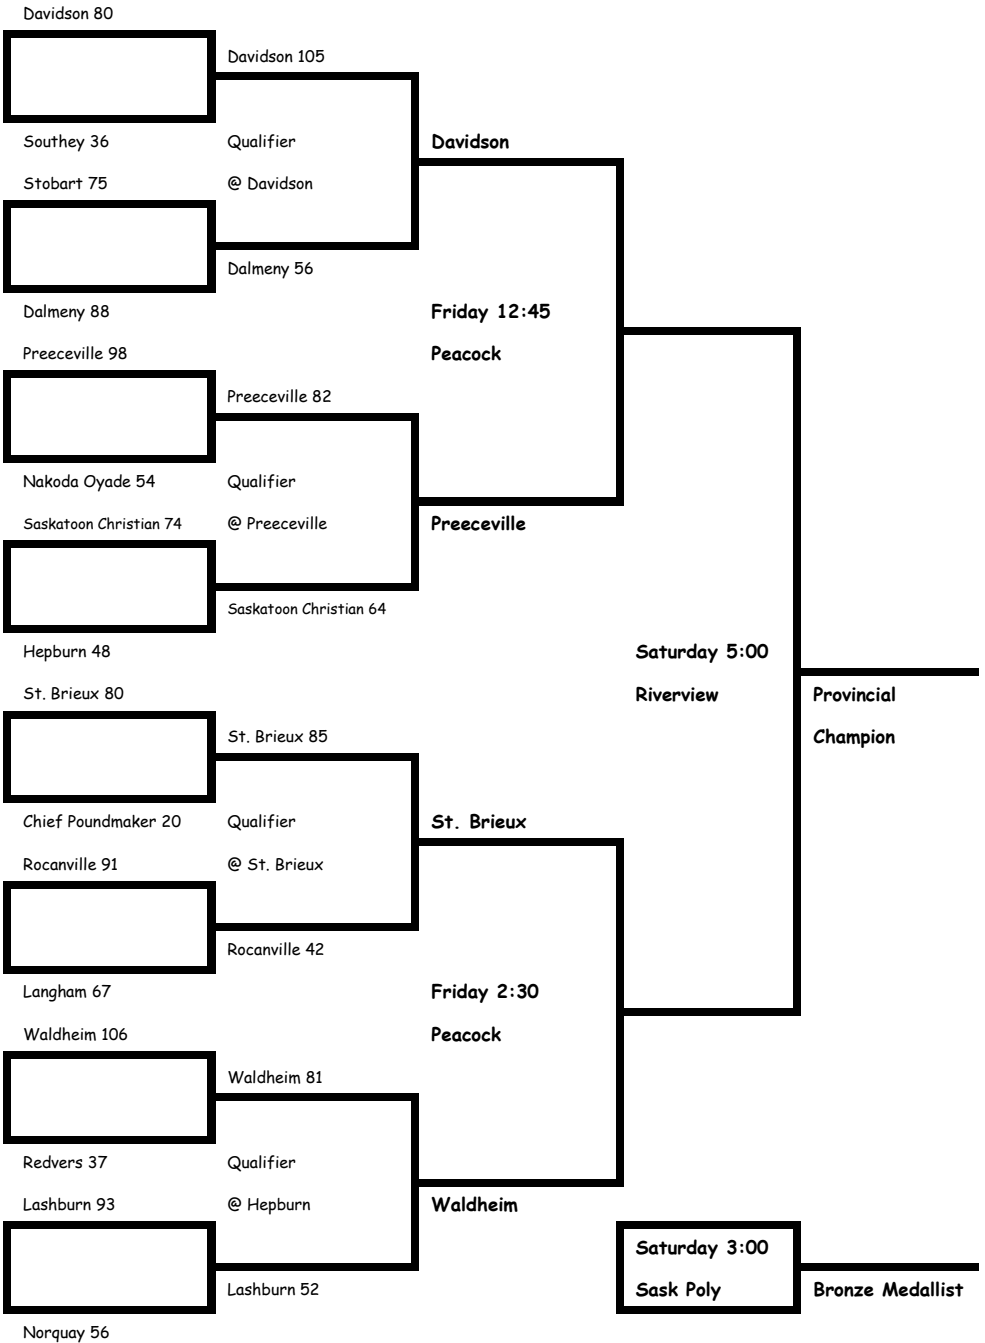 Davidson 80
Davidson 105
Southey 36
Qualifier
Davidson
Stobart 75
@ Davidson
Dalmeny 56
Dalmeny 88
Friday 12:45
Preeceville 98
Peacock
Preeceville 82
Nakoda Oyade 54
Qualifier
Saskatoon Christian 74
@ Preeceville
Preeceville
Saskatoon Christian 64
Hepburn 48
Saturday 5:00
St. Brieux 80
Riverview
Provincial
St. Brieux 85
Champion
Chief Poundmaker 20
Qualifier
St. Brieux
Rocanville 91
@ St. Brieux
Rocanville 42
Langham 67
Friday 2:30
Waldheim 106
Peacock
Waldheim 81
Redvers 37
Qualifier
Lashburn 93
@ Hepburn
Waldheim
Saturday 3:00
Lashburn 52
Sask Poly
Bronze Medallist
Norquay 56